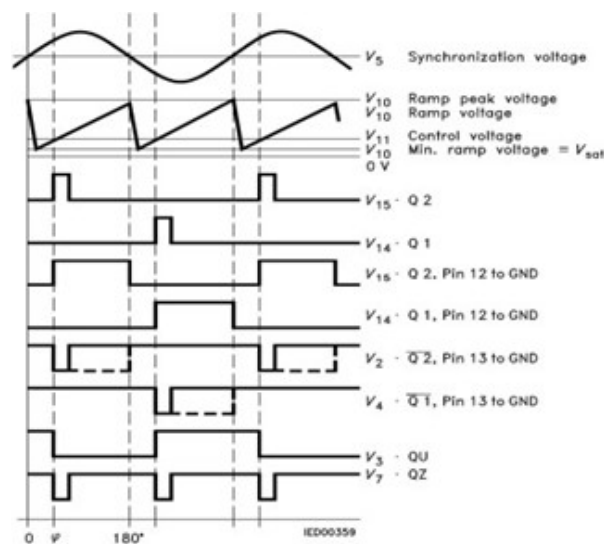 V5 Synchronization voltage
V10 Ramp peak voltage
V10 Ramp voltage
V11 Control voltage
V10 Min. ramp voltage = Vsat
0 V
V15 · Q 2
V14 · Q 1
V15 · Q 2, Pin 12 to GND
V14 · Q 1, Pin 12 to GND
V2 · Q̅ ̅2̅, Pin 13 to GND
V4 · Q̅ ̅1̅, Pin 13 to GND
V3 · QU
V7 · QZ
IED00359
0 φ 180°